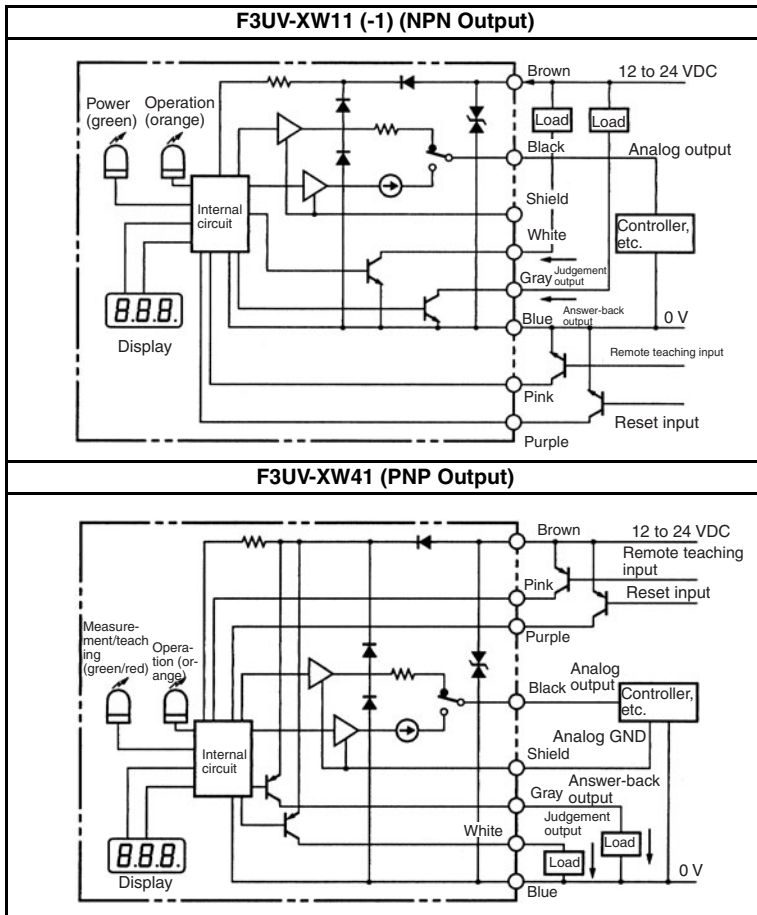 F3UV-XW11 (-1) (NPN Output)
Brown
12 to 24 VDC
Power
(green)
Operation
(orange)
Load
Load
Black
Analog output
Internal
circuit
Shield
Controller,
etc.
White
Gray
Judgement
output
8.8.8.
Blue
Answer-back
output
0 V
Display
Remote teaching input
Pink
Reset input
Purple
F3UV-XW41 (PNP Output)
Brown
12 to 24 VDC
Remote teaching
input
Pink
Reset input
Purple
Measure-
ment/teach
ing
(green/red)
Opera-
tion (or-
ange)
Analog
output
Black
Controller,
etc.
Analog GND
Internal
circuit
Shield
Gray
Answer-back
output
White
Judgement
output
Load
Load
8.8.8.
Display
0 V
Blue